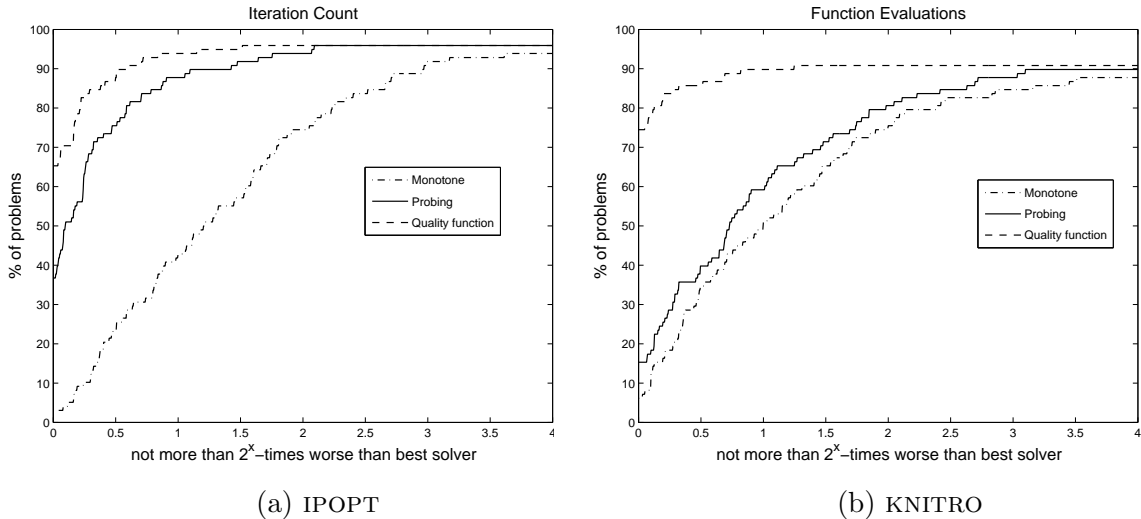 Iteration Count
% of problems
100
90
80
70
60
50
40
30
20
10
0
0 0.5 1 1.5 2 2.5 3 3.5 4
not more than 2^x-times worse than best solver
Monotone
Probing
Quality function
(a) IPOPT
Function Evaluations
% of problems
100
90
80
70
60
50
40
30
20
10
0
0 0.5 1 1.5 2 2.5 3 3.5 4
not more than 2^x-times worse than best solver
Monotone
Probing
Quality function
(b) KNITRO